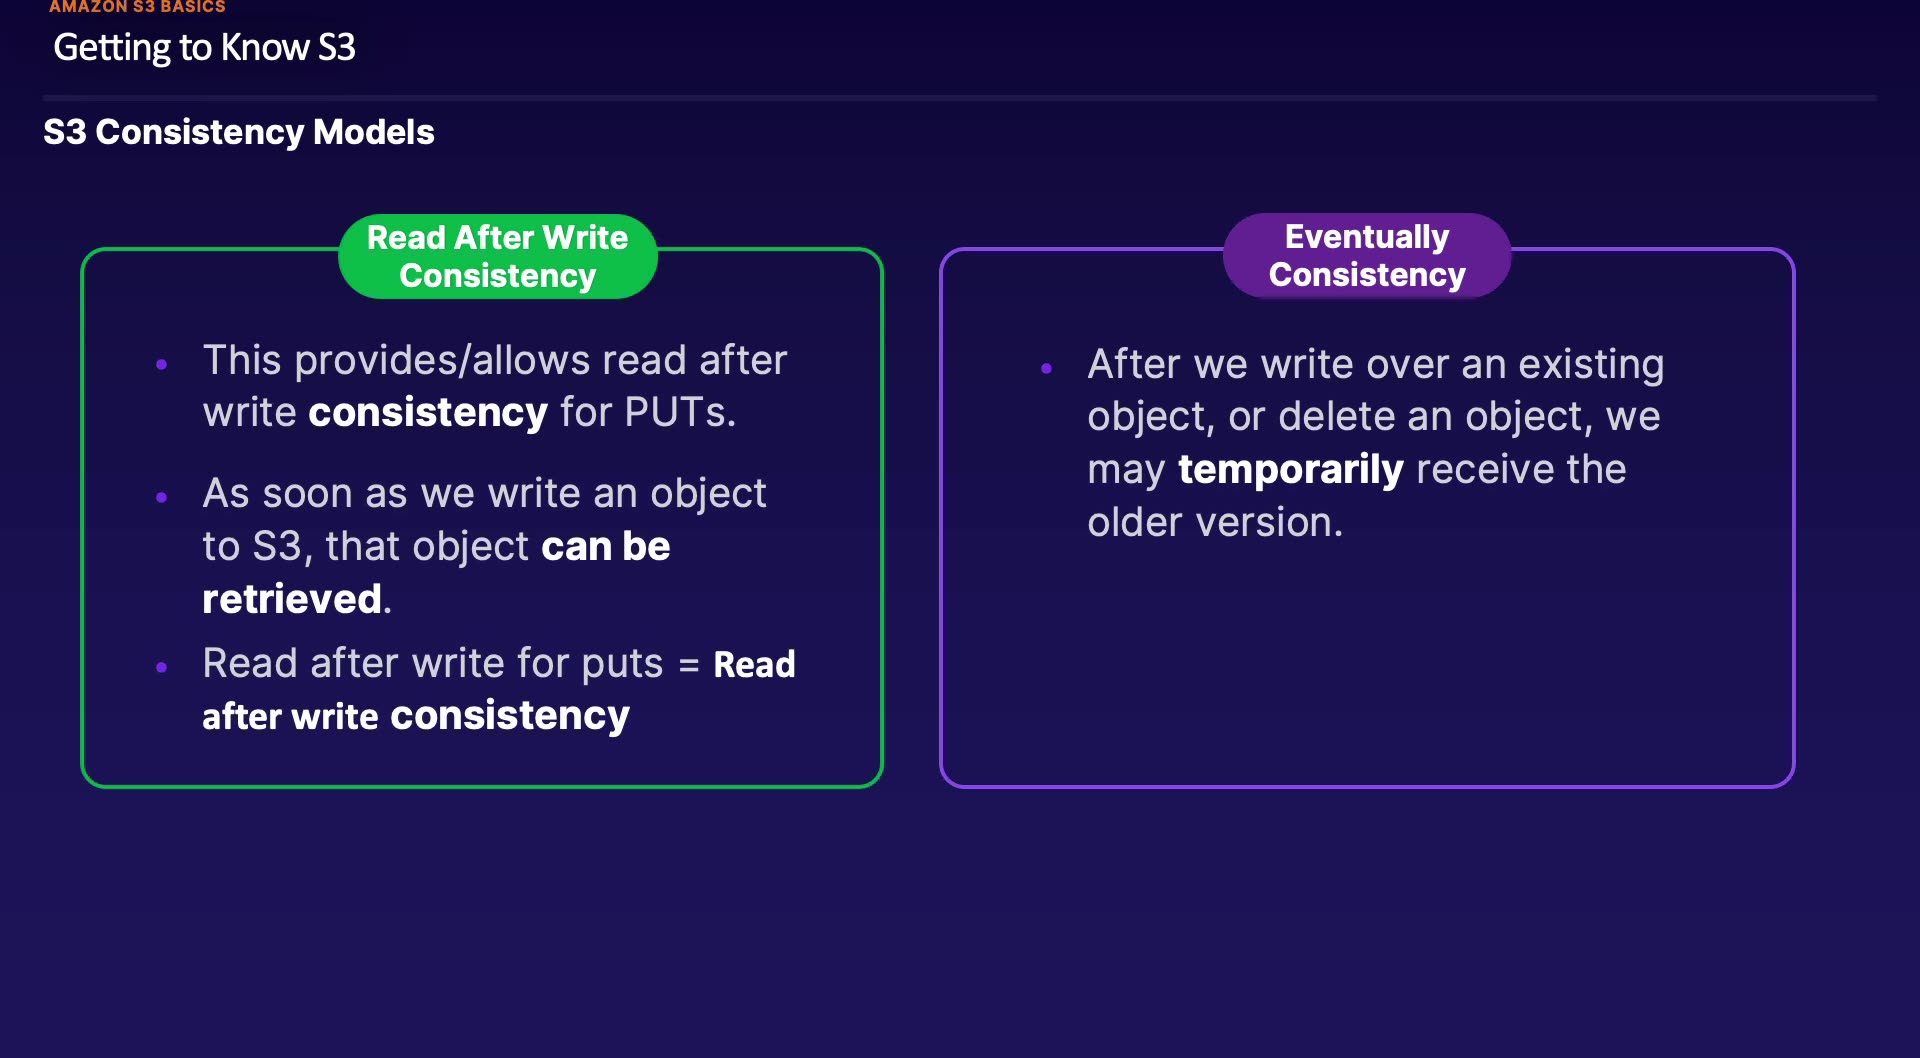 AMAZON S3 BASICS
Getting to Know S3
S3 Consistency Models
Read After Write
Consistency
• This provides/allows read after
write consistency for PUTs.
• As soon as we write an object
to S3, that object can be
retrieved.
• Read after write for puts = Read
after write consistency
Eventually
Consistency
• After we write over an existing
object, or delete an object, we
may temporarily receive the
older version.